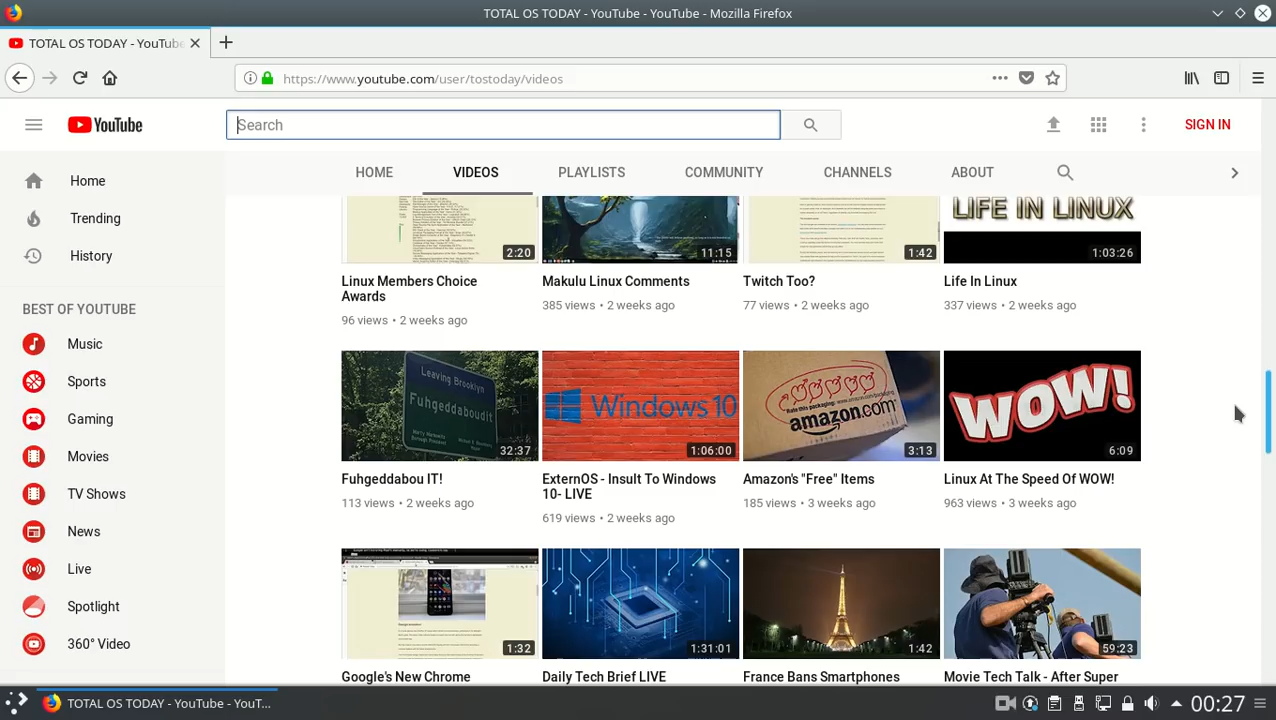 TOTAL OS TODAY - YouTube - YouTube - Mozilla Firefox
TOTAL OS TODAY - YouTube
https://www.youtube.com/user/tostoday/videos
YouTube
Search
SIGN IN
HOME VIDEOS PLAYLISTS COMMUNITY CHANNELS ABOUT
Home
Trending
History
BEST OF YOUTUBE
Music
Sports
Gaming
Movies
TV Shows
News
Live
Spotlight
360° Video
2:20
Linux Members Choice
Awards
96 views • 2 weeks ago
11:15
Makulu Linux Comments
385 views • 2 weeks ago
1:42
Twitch Too?
77 views • 2 weeks ago
LIFE IN LINUX
1:03:26
Life In Linux
337 views • 2 weeks ago
Leaving Brooklyn
Fuhgeddaboudit
32:37
Fuhgeddabou IT!
113 views • 2 weeks ago
Windows 10
1:06:00
ExternOS - Insult To Windows
10- LIVE
619 views • 2 weeks ago
amazon.com
3:13
Amazon's "Free" Items
185 views • 3 weeks ago
WOW!
6:09
Linux At The Speed Of WOW!
963 views • 3 weeks ago
1:32
Google's New Chrome
1:31:01
Daily Tech Brief LIVE
1:42
France Bans Smartphones
59:23
Movie Tech Talk - After Super
TOTAL OS TODAY - YouTube - YouT...
00:27